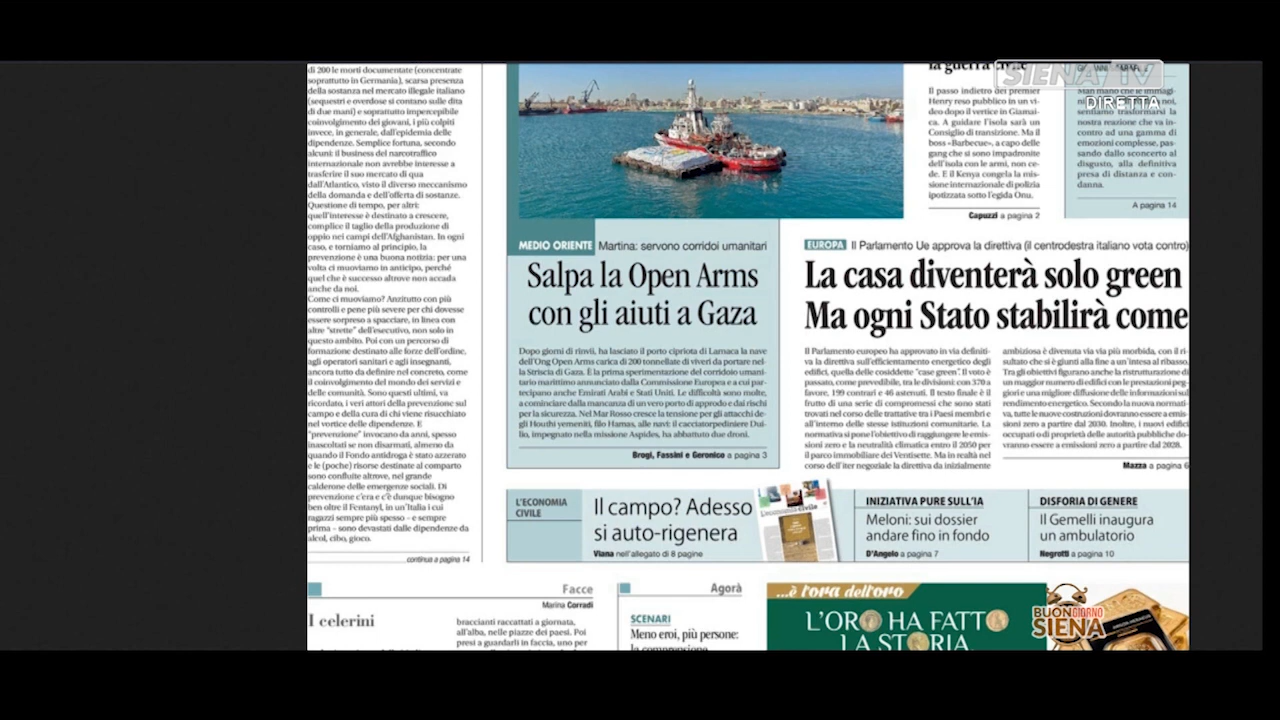 di 200 le morti documentate (concentrate
soprattutto in Germania), scarsa presenza
della sostanza nel mercato illegale italiano
(sequestri e overdose si contano sulle dita
di due mani) e soprattutto impercepibile
coinvolgimento dei giovani, i più colpiti
invece, in generale, dall'epidemia delle
dipendenze. Semplice fortuna, secondo
alcuni: il business del narcotraffico
internazionale non avrebbe interesse a
trasferire il suo mercato di qua
dall'Atlantico, visto il diverso meccanismo
della domanda e dell'offerta di sostanze.
Questione di tempo, per altri:
quell'interesse è destinato a crescere,
complice il taglio della produzione di
oppio nei campi dell'Afghanistan. In ogni
caso, e torniamo al principio, la
prevenzione è una buona notizia: per una
volta ci muoviamo in anticipo, perché
quel che è successo altrove non accada
anche da noi.
Come ci muoviamo? Anzitutto con più
controlli e pene più severe per chi dovesse
essere sorpreso a spacciare, in linea con
altre "strette" dell'esecutivo, non solo in
questo ambito. Poi con un percorso di
formazione destinato alle forze dell'ordine,
agli operatori sanitari e agli insegnanti,
ancora tutto da definire nel concreto, come
il coinvolgimento del mondo dei servizi e
delle comunità. Sono questi ultimi, va
ricordato, i veri attori della prevenzione sul
campo e della cura di chi viene risucchiato
nel vortice delle dipendenze. E
"prevenzione" invocano da anni, spesso
inascoltati se non disarmati, almeno da
quando il Fondo antidroga è stato azzerato
e le (poche) risorse destinate al comparto
sono confluite altrove, nel grande
calderone delle emergenze sociali. Di
prevenzione c'era e c'è dunque bisogno
ben oltre il Fentanyl, in un'Italia i cui
ragazzi sempre più spesso – e sempre
prima – sono devastati dalle dipendenze da
alcol, cibo, gioco.
continua a pagina 14
la guerra civile
Il passo indietro del premier
Henry reso pubblico in un vi-
deo dopo il vertice in Giamai-
ca. A guidare l'isola sarà un
Consiglio di transizione. Ma il
boss «Barbecue», a capo delle
gang che si sono impadronite
dell'isola con le armi, non ce-
de. E il Kenya congela la mis-
sione internazionale di polizia
ipotizzata sotto l'egida Onu.
Capuzzi a pagina 2
SIENA TV
DIRETTA
Man mano che le immagi-
noi,
sentiamo trasformarsi la
nostra reazione che va in-
contro ad una gamma di
emozioni complesse, pas-
sando dallo sconcerto al
disgusto, alla definitiva
presa di distanza e con-
danna.
A pagina 14
MEDIO ORIENTE Martina: servono corridoi umanitari
Salpa la Open Arms
con gli aiuti a Gaza
Dopo giorni di rinvii, ha lasciato il porto cipriota di Larnaca la nave
dell'Ong Open Arms carica di 200 tonnellate di viveri da portare nel-
la Striscia di Gaza. È la prima sperimentazione del corridoio umani-
tario marittimo annunciato dalla Commissione Europea e a cui par-
tecipano anche Emirati Arabi e Stati Uniti. Le difficoltà sono molte,
a cominciare dalla mancanza di un vero porto di approdo e dai rischi
per la sicurezza. Nel Mar Rosso cresce la tensione per gli attacchi de-
gli Houthi yemeniti, filo Hamas, alle navi: il cacciatorpediniere Dui-
lio, impegnato nella missione Aspides, ha abbattuto due droni.
Brogi, Fassini e Geronico a pagina 3
EUROPA Il Parlamento Ue approva la direttiva (il centrodestra italiano vota contro)
La casa diventerà solo green
Ma ogni Stato stabilirà come
Il Parlamento europeo ha approvato in via definiti-
va la direttiva sull'efficientamento energetico degli
edifici, quella delle cosiddette "case green". Il voto è
passato, come prevedibile, tra le divisioni: con 370 a
favore, 199 contrari e 46 astenuti. Il testo finale è il
frutto di una serie di compromessi che sono stati
trovati nel corso delle trattative tra i Paesi membri e
all'interno delle stesse istituzioni comunitarie. La
normativa si pone l'obiettivo di raggiungere le emis-
sioni zero e la neutralità climatica entro il 2050 per
il parco immobiliare dei Ventisette. Ma in realtà nel
corso dell'iter negoziale la direttiva da inizialmente
ambiziosa è divenuta via via più morbida, con il ri-
sultato che si è giunti alla fine a un'intesa al ribasso.
Tra gli obiettivi figurano anche la ristrutturazione di
un maggior numero di edifici con le prestazioni peg-
giori e una migliore diffusione delle informazioni sul
rendimento energetico. Secondo la nuova normati-
va, tutte le nuove costruzioni dovranno essere a emis-
sioni zero a partire dal 2030. Inoltre, i nuovi edifici
occupati o di proprietà delle autorità pubbliche do-
vranno essere a emissioni zero a partire dal 2028.
Mazza a pagina 6
L'ECONOMIA
CIVILE
Il campo? Adesso
si auto-rigenera
Viana nell'allegato di 8 pagine
INIZIATIVA PURE SULL'IA
Meloni: sui dossier
andare fino in fondo
D'Angelo a pagina 7
DISFORIA DI GENERE
Il Gemelli inaugura
un ambulatorio
Negrotti a pagina 10
Facce
Marina Corradi
I celerini
braccianti raccattati a giornata,
all'alba, nelle piazze dei paesi. Poi
presi a guardarli in faccia, uno per
Agorà
SCENARI
Meno eroi, più persone:
la comprensione
...è l'ora dell'oro
L'ORO HA FATTO
LA STORIA.
BUONGIORNO
SIENA